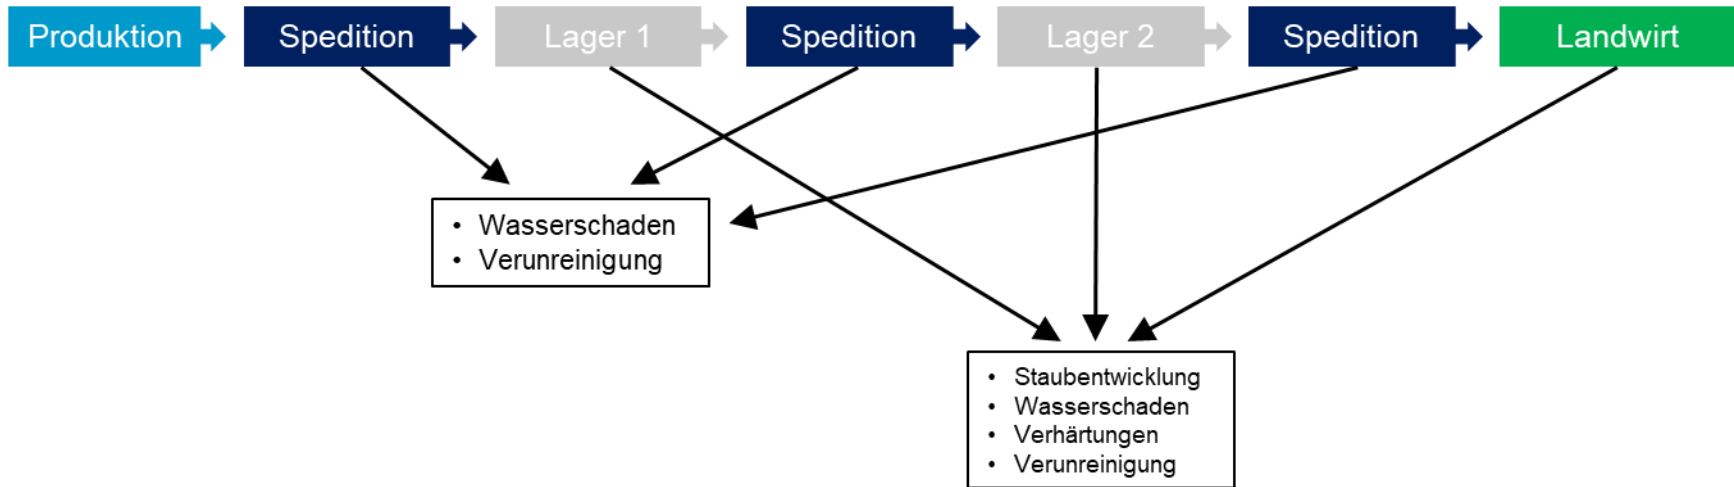 Produktion Spedition Lager 1 Spedition Lager 2 Spedition Landwirt
• Wasserschaden
• Verunreinigung
• Staubentwicklung
• Wasserschaden
• Verhärtungen
• Verunreinigung